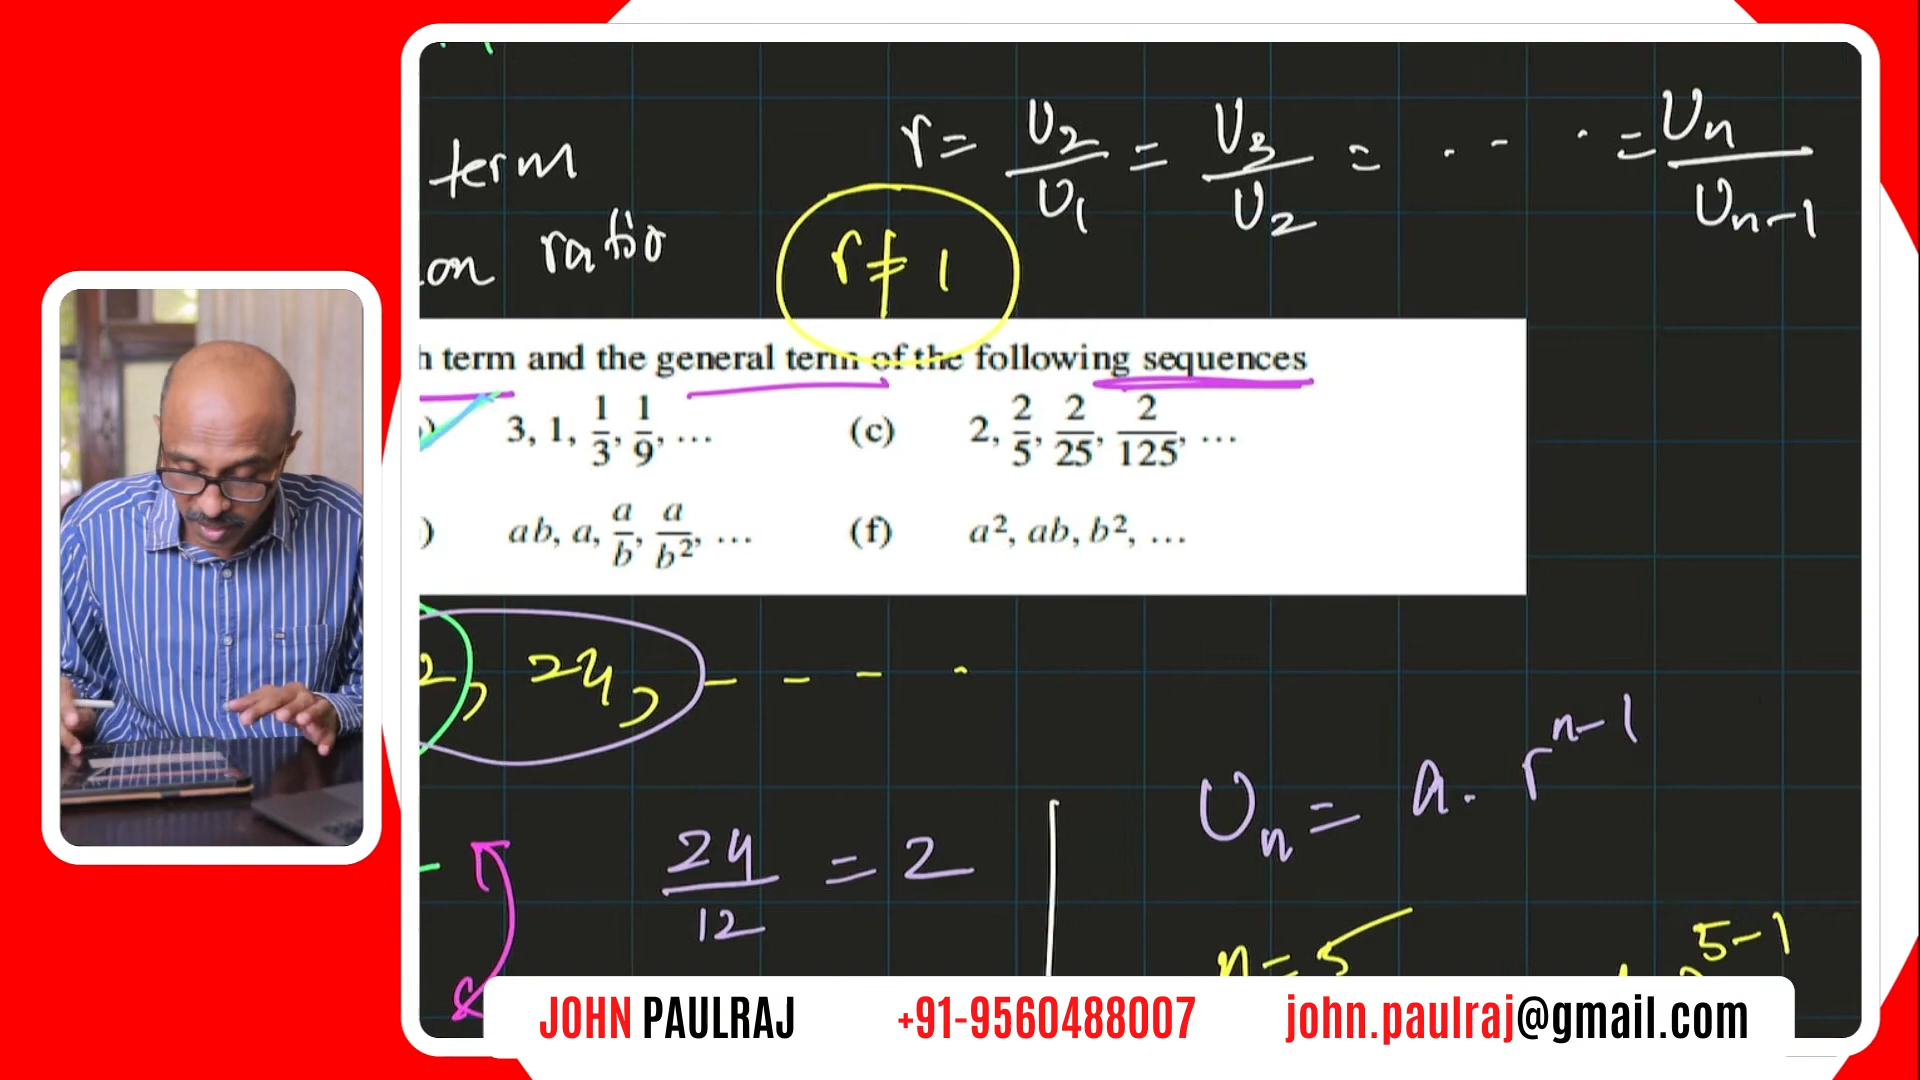 term
r = U2/U1 = U3/U2 = . - - . = Un/Un-1
on ratio
r ≠ 1
h term and the general term of the following sequences
) 3, 1, 1/3, 1/9, … (c) 2, 2/5, 2/25, 2/125, …
) ab, a, a/b, a/b², … (f) a², ab, b², …
2, 24, - - - .
Un = a. r^n-1
24/12 = 2
n = 5
5-1
JOHN PAULRAJ +91-9560488007 john.paulraj@gmail.com